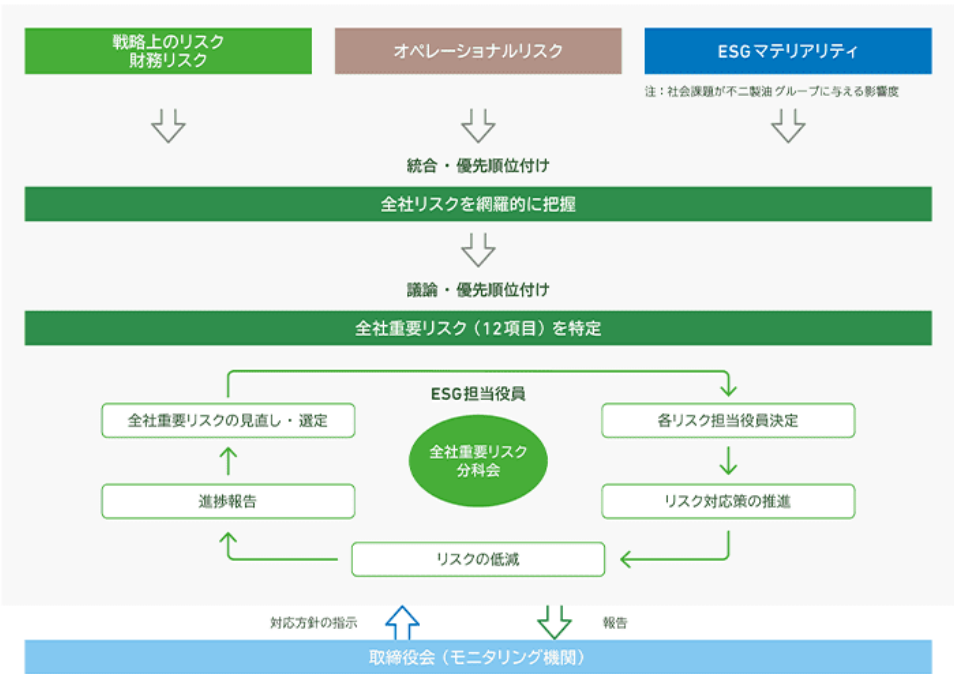 戦略上のリスク
財務リスク
オペレーショナルリスク
ESGマテリアリティ
注：社会課題が不二製油グループに与える影響度
統合・優先順位付け
全社リスクを網羅的に把握
議論・優先順位付け
全社重要リスク（12項目）を特定
ESG担当役員
全社重要リスクの見直し・選定
各リスク担当役員決定
全社重要リスク
分科会
進捗報告
リスク対応策の推進
リスクの低減
対応方針の指示
報告
取締役会（モニタリング機関）